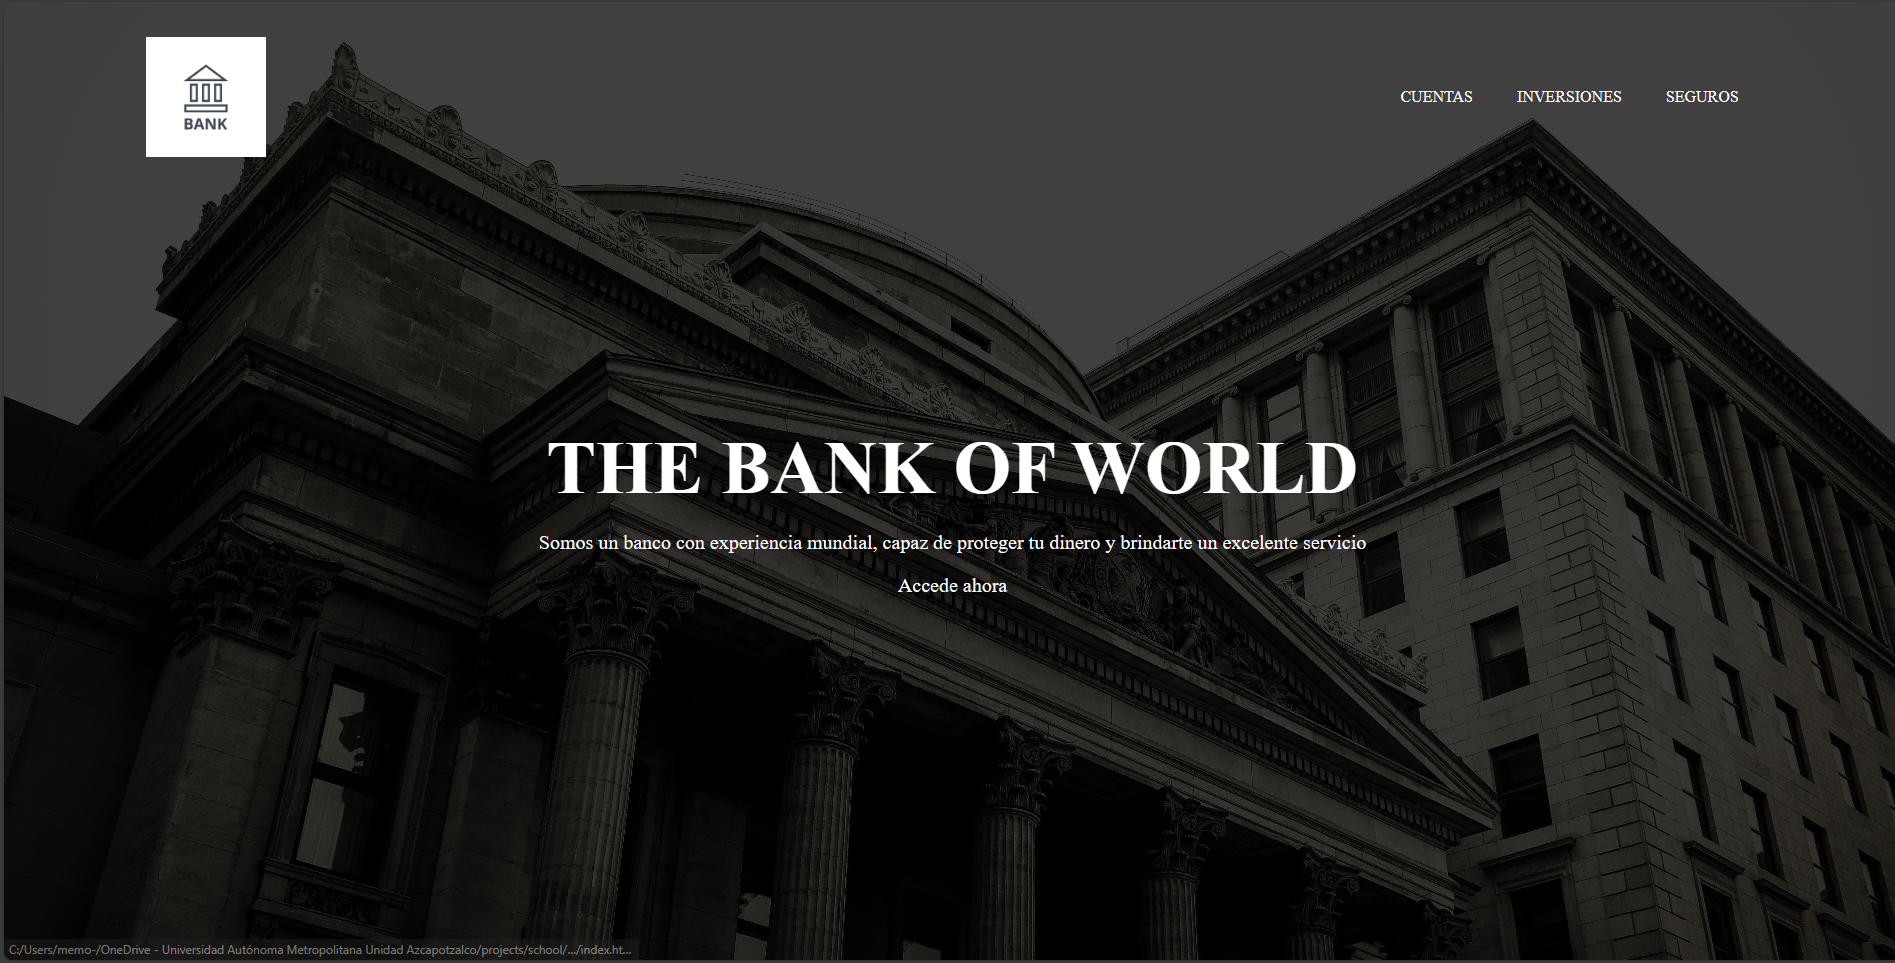 BANK
CUENTAS INVERSIONES SEGUROS
THE BANK OF WORLD
Somos un banco con experiencia mundial, capaz de proteger tu dinero y brindarte un excelente servicio
Accede ahora
C:/Users/memo-/OneDrive - Universidad Autónoma Metropolitana Unidad Azcapotzalco/projects/school/.../index.ht...